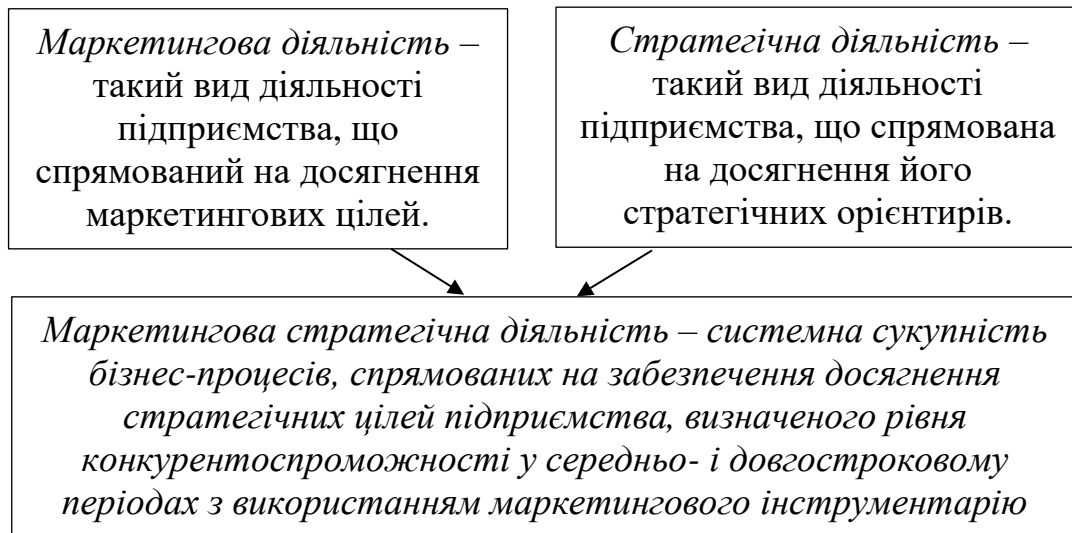 Маркетингова діяльність –
такий вид діяльності
підприємства, що
спрямований на досягнення
маркетингових цілей.
Стратегічна діяльність –
такий вид діяльності
підприємства, що спрямована
на досягнення його
стратегічних орієнтирів.
Маркетингова стратегічна діяльність – системна сукупність
бізнес-процесів, спрямованих на забезпечення досягнення
стратегічних цілей підприємства, визначеного рівня
конкурентоспроможності у середньо- і довгостроковому
періодах з використанням маркетингового інструментарію